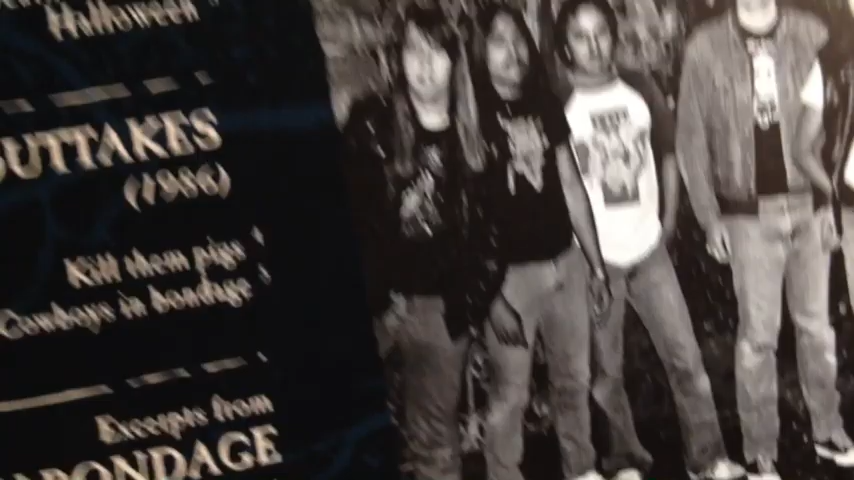 Halloween
OUTTAKES
(1986)
Kill them pigs
Cowboys in bondage
Excerpts from
BONDAGE